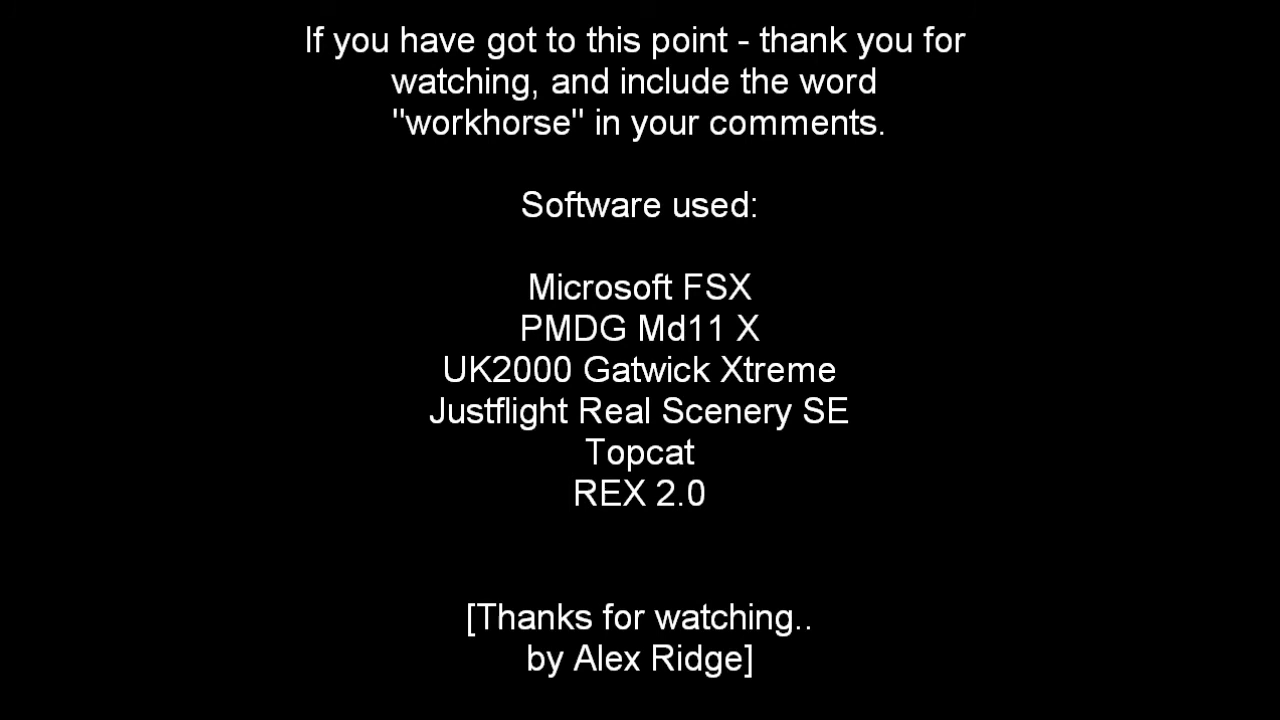 If you have got to this point - thank you for
watching, and include the word
"workhorse" in your comments.
Software used:
Microsoft FSX
PMDG Md11 X
UK2000 Gatwick Xtreme
Justflight Real Scenery SE
Topcat
REX 2.0
[Thanks for watching..
by Alex Ridge]